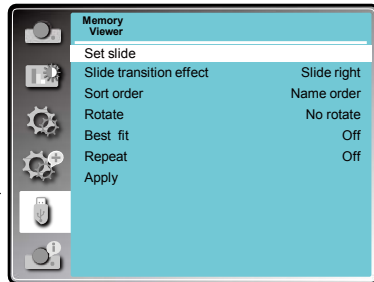 Memory
Viewer
Set slide
Slide transition effect Slide right
Sort order Name order
Rotate No rotate
Best fit Off
Repeat Off
Apply